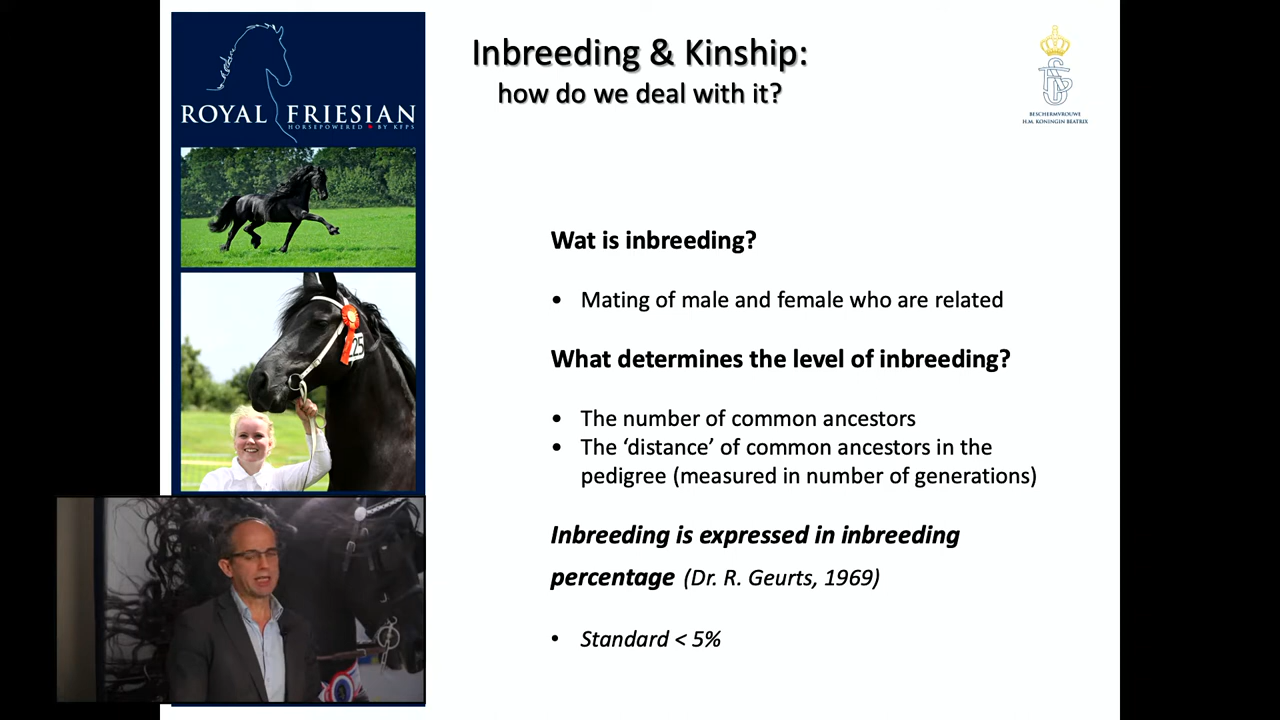 Inbreeding & Kinship:
how do we deal with it?
ROYAL FRIESIAN
HORSEPOWERED BY KFPS
BESCHERMVROUWE
H.M. KONINGIN BEATRIX
Wat is inbreeding?
• Mating of male and female who are related
What determines the level of inbreeding?
• The number of common ancestors
• The ‘distance’ of common ancestors in the
pedigree (measured in number of generations)
Inbreeding is expressed in inbreeding
percentage (Dr. R. Geurts, 1969)
• Standard < 5%
25